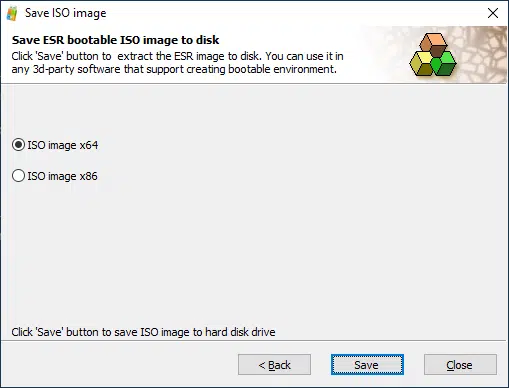 Save ISO image
Save ESR bootable ISO image to disk
Click 'Save' button to  extract the ESR image to disk. You can use it in
any 3d-party software that support creating bootable environment.
ISO image x64
ISO image x86
Click 'Save' button to save ISO image to hard disk drive
< Back
Save
Close